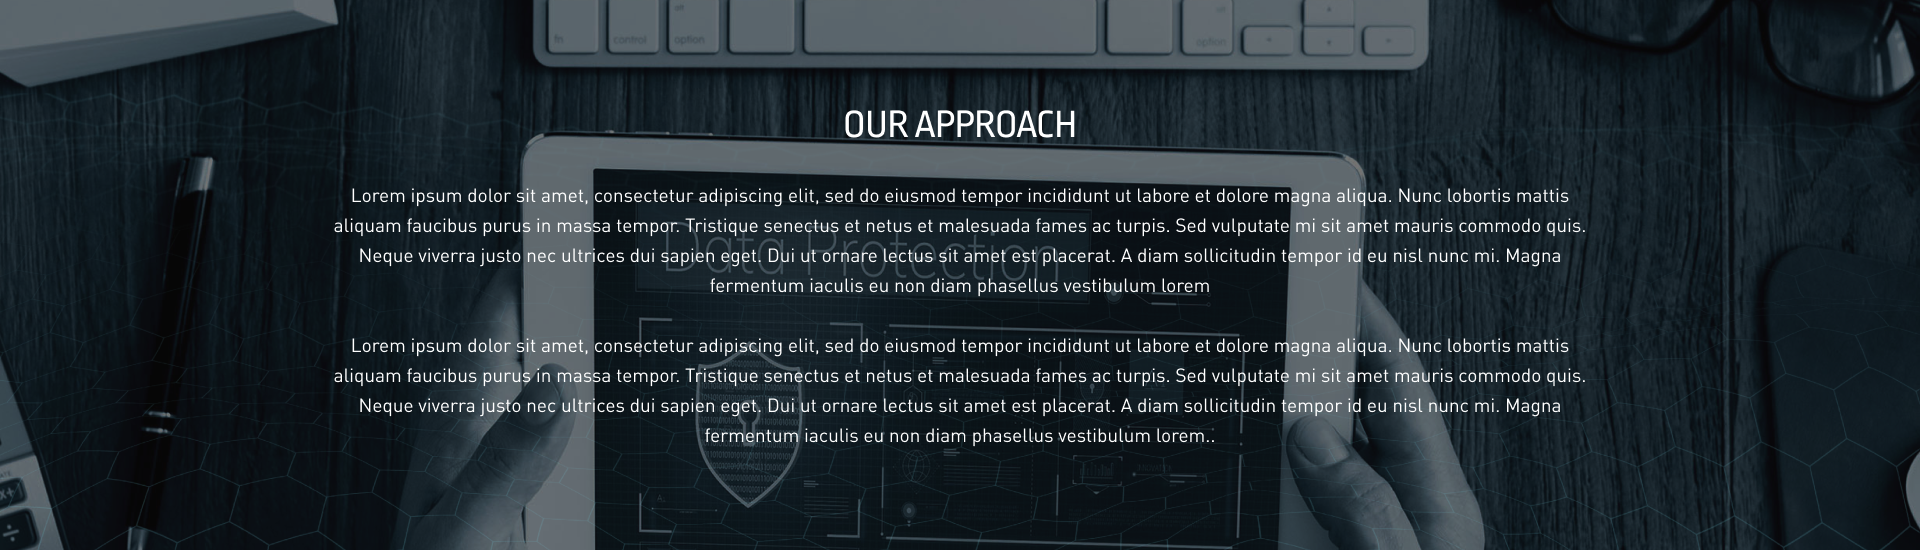 fn
control
alt
option
alt
option
OUR APPROACH
Lorem ipsum dolor sit amet, consectetur adipiscing elit, sed do eiusmod tempor incididunt ut labore et dolore magna aliqua. Nunc lobortis mattis
aliquam faucibus purus in massa tempor. Tristique senectus et netus et malesuada fames ac turpis. Sed vulputate mi sit amet mauris commodo quis.
Neque viverra justo nec ultrices dui sapien eget. Dui ut ornare lectus sit amet est placerat. A diam sollicitudin tempor id eu nisl nunc mi. Magna
fermentum iaculis eu non diam phasellus vestibulum lorem
Data Protection
Lorem ipsum dolor sit amet, consectetur adipiscing elit, sed do eiusmod tempor incididunt ut labore et dolore magna aliqua. Nunc lobortis mattis
aliquam faucibus purus in massa tempor. Tristique senectus et netus et malesuada fames ac turpis. Sed vulputate mi sit amet mauris commodo quis.
Neque viverra justo nec ultrices dui sapien eget. Dui ut ornare lectus sit amet est placerat. A diam sollicitudin tempor id eu nisl nunc mi. Magna
fermentum iaculis eu non diam phasellus vestibulum lorem..